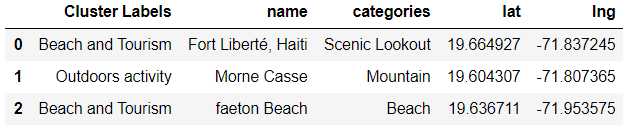 Cluster Labels name categories lat lng
0 Beach and Tourism Fort Liberté, Haiti Scenic Lookout 19.664927 -71.837245
1 Outdoors activity Morne Casse Mountain 19.604307 -71.807365
2 Beach and Tourism faeton Beach Beach 19.636711 -71.953575